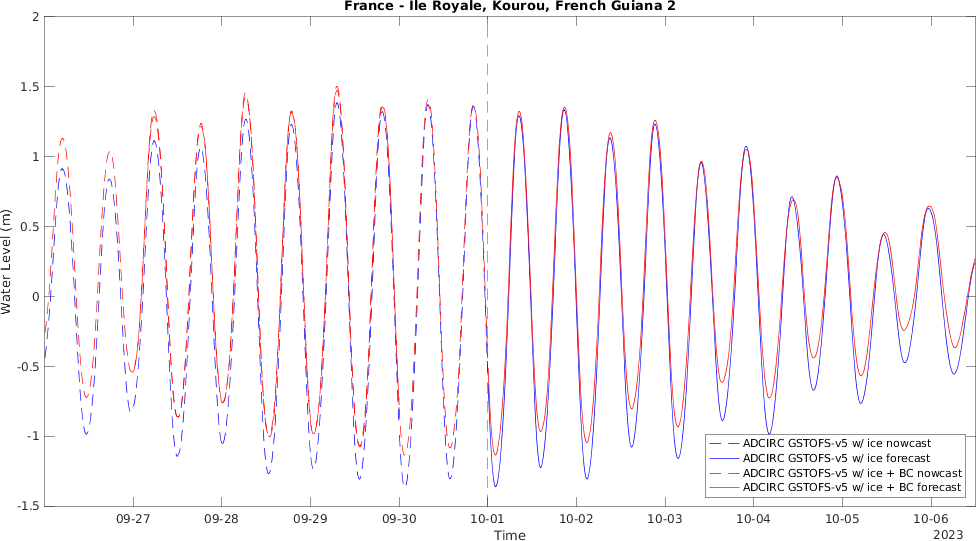 France - Ile Royale, Kourou, French Guiana 2
Water Level (m)
2
1.5
1
0.5
0
-0.5
-1
-1.5
ADCIRC GSTOFS-v5 w/ ice nowcast
ADCIRC GSTOFS-v5 w/ ice forecast
ADCIRC GSTOFS-v5 w/ ice + BC nowcast
ADCIRC GSTOFS-v5 w/ ice + BC forecast
09-27 09-28 09-29 09-30 10-01 10-02 10-03 10-04 10-05 10-06
Time
2023